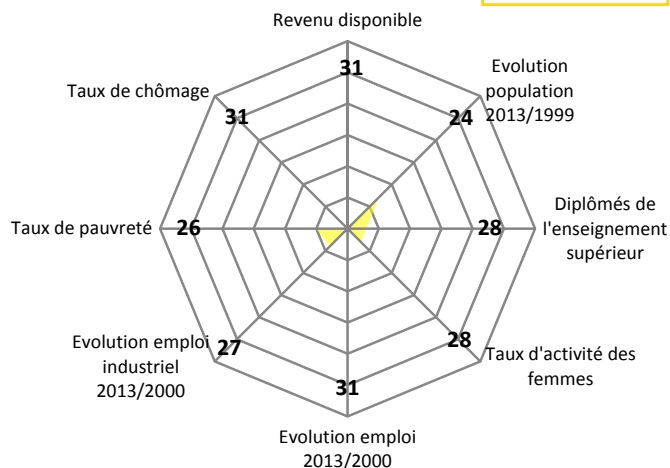 Revenu disponible
31
Evolution
population
2013/1999
24
Diplômés de
l'enseignement
supérieur
28
Taux d'activité des
femmes
28
Evolution emploi
2013/2000
31
Evolution emploi
industriel
2013/2000
27
Taux de pauvreté
26
Taux de chômage
31